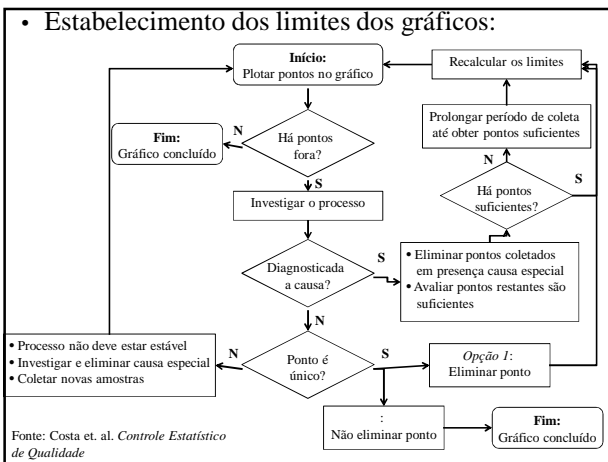 • Estabelecimento dos limites dos gráficos:
Início:
Plotar pontos no gráfico
Recalcular os limites
Prolongar período de coleta
até obter pontos suficientes
Fim:
Gráfico concluído
N
Há pontos
fora?
S
N
S
Há pontos
suficientes?
Investigar o processo
Diagnosticada
a causa?
S
• Eliminar pontos coletados
em presença causa especial
• Avaliar pontos restantes são
suficientes
N
• Processo não deve estar estável
• Investigar e eliminar causa especial
• Coletar novas amostras
N
Ponto é
único?
S
Opção 1:
Eliminar ponto
:
Não eliminar ponto
Fim:
Gráfico concluído
Fonte: Costa et. al. Controle Estatístico
de Qualidade